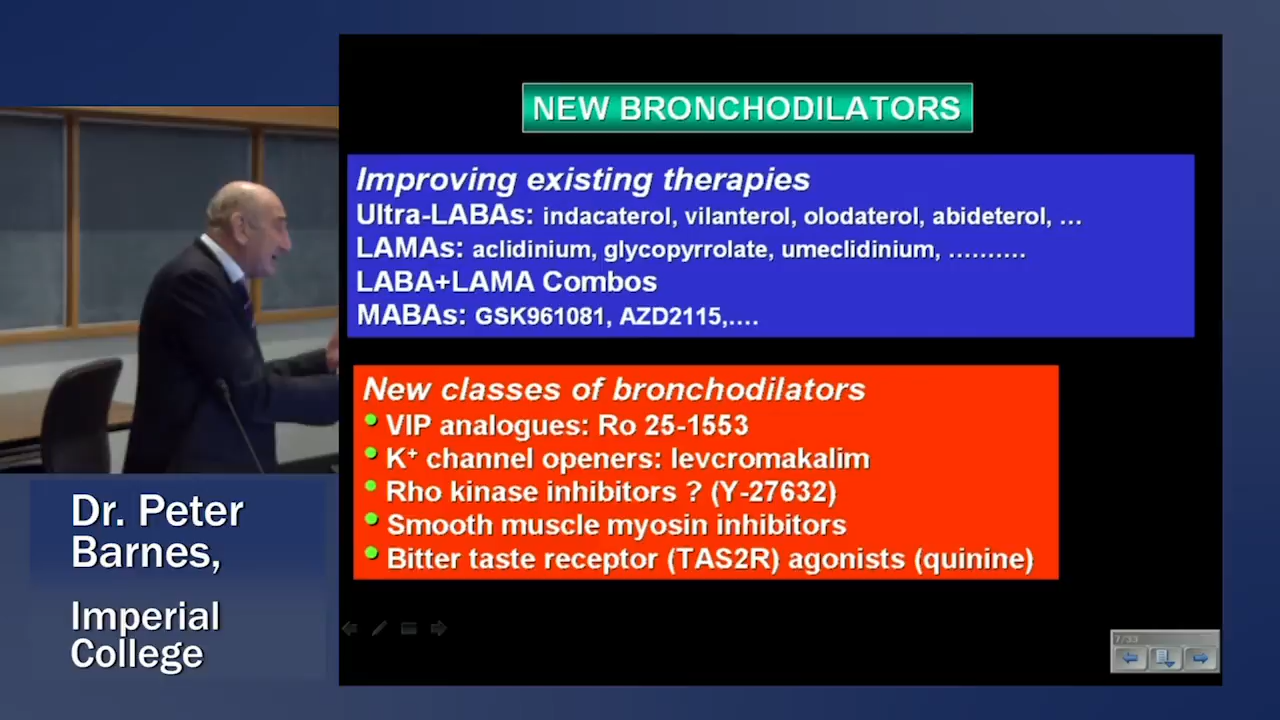 NEW BRONCHODILATORS
Improving existing therapies
Ultra-LABAs: indacaterol, vilanterol, olodaterol, abideterol, ...
LAMAs: aclidinium, glycopyrrolate, umeclidinium, ..........
LABA+LAMA Combos
MABAs: GSK961081, AZD2115,....
New classes of bronchodilators
• VIP analogues: Ro 25-1553
• K⁺ channel openers: levcromakalim
• Rho kinase inhibitors ? (Y-27632)
• Smooth muscle myosin inhibitors
• Bitter taste receptor (TAS2R) agonists (quinine)
7/33
Dr. Peter
Barnes,
Imperial
College